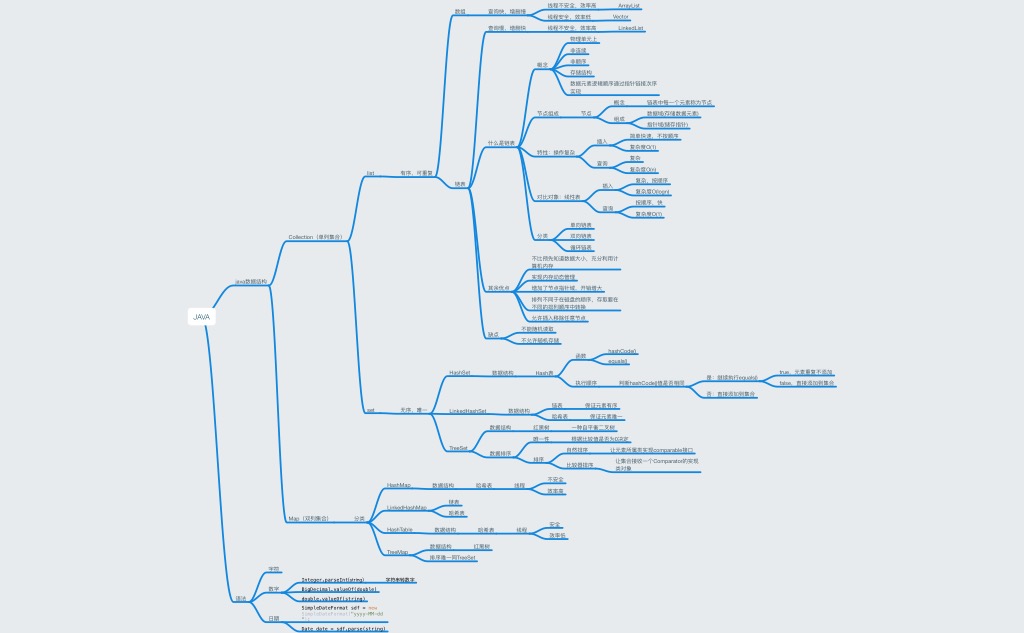 JAVA
java数据结构
Collection（单列集合）
list
有序，可重复
数组
查询快，增删慢
线程不安全，效率高
ArrayList
线程安全，效率低
Vector
链表
查询慢，增删快
线程不安全，效率高
LinkedList
什么是链表
概念
物理单元上
非连续
非顺序
存储结构
数据元素逻辑顺序通过指针链接次序
实现
节点组成
节点
概念
链表中每一个元素称为节点
组成
数据域(存储数据元素)
指针域(储存指针)
特性：操作复杂
插入
简单快速，不按顺序
复杂度O(1)
查询
复杂
复杂度O(n)
对比对象：线性表
插入
复杂，按顺序
复杂度O(logn)
查询
按顺序，快
复杂度O(1)
分类
单向链表
双向链表
循环链表
其余优点
不比预先知道数据大小，充分利用计
算机内存
实现内存动态管理
增加了节点指针域，开销增大
排列不同于在磁盘的顺序，存取要在
不同的排列顺序中转换
允许插入移除任意节点
缺点
不能随机读取
不允许随机存储
set
无序，唯一
HashSet
数据结构
Hash表
函数
hashCode()
equals()
执行顺序
判断hashCode()值是否相同
是：继续执行equals()
true，元素重复不添加
false，直接添加到集合
否：直接添加到集合
LinkedHashSet
数据结构
链表
保证元素有序
哈希表
保证元素唯一
TreeSet
数据结构
红黑树
一种自平衡二叉树
数据排序
唯一性
根据比较值是否为0决定
排序
自然排序
让元素所属类实现comparable接口
比较器排序
让集合接收一个Comparator的实现
类对象
Map（双列集合）
分类
HashMap
数据结构
哈希表
线程
不安全
效率高
LinkedHashMap
链表
哈希表
HashTable
数据结构
哈希表
线程
安全
效率低
TreeMap
数据结构
红黑树
排序唯一同TreeSet
语法
字符
数字
Integer.parseInt(string)
字符串转数字
BigDecimal.valueOf(double)
double.valueOf(string)
日期
SimpleDateFormat sdf = new
SimpleDateFormat("yyyy-MM-dd
Date date = sdf.parse(string)